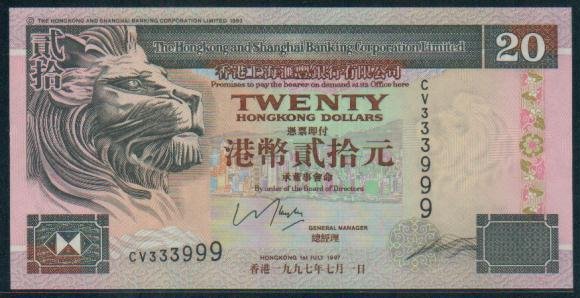 © THE HONGKONG AND SHANGHAI BANKING CORPORATION LIMITED 1993
貳拾
The Hongkong and Shanghai Banking Corporation Limited
20
香港上海滙豐銀行有限公司
Promises to pay the bearer on demand at its Office here
TWENTY
HONGKONG DOLLARS
憑票即付
港幣貳拾元
承董事會命
By order of the Board of Directors
CV333999
GENERAL MANAGER
總經理
CV333999
HONGKONG 1st JULY 1997
香港一九九七年七月一日